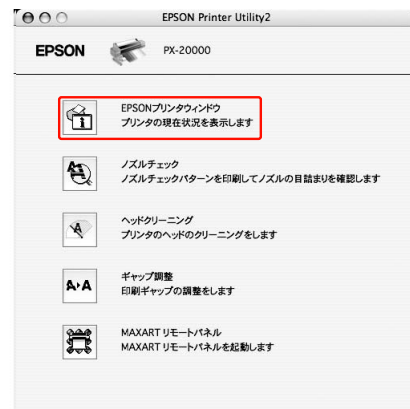 EPSON Printer Utility2
EPSON
PX-20000
EPSONプリンタウィンドウ
プリンタの現在状況を表示します
ノズルチェック
ノズルチェックパターンを印刷してノズルの目詰まりを確認します
ヘッドクリーニング
プリンタのヘッドのクリーニングをします
ギャップ調整
印刷ギャップの調整をします
MAXART リモートパネル
MAXART リモートパネルを起動します